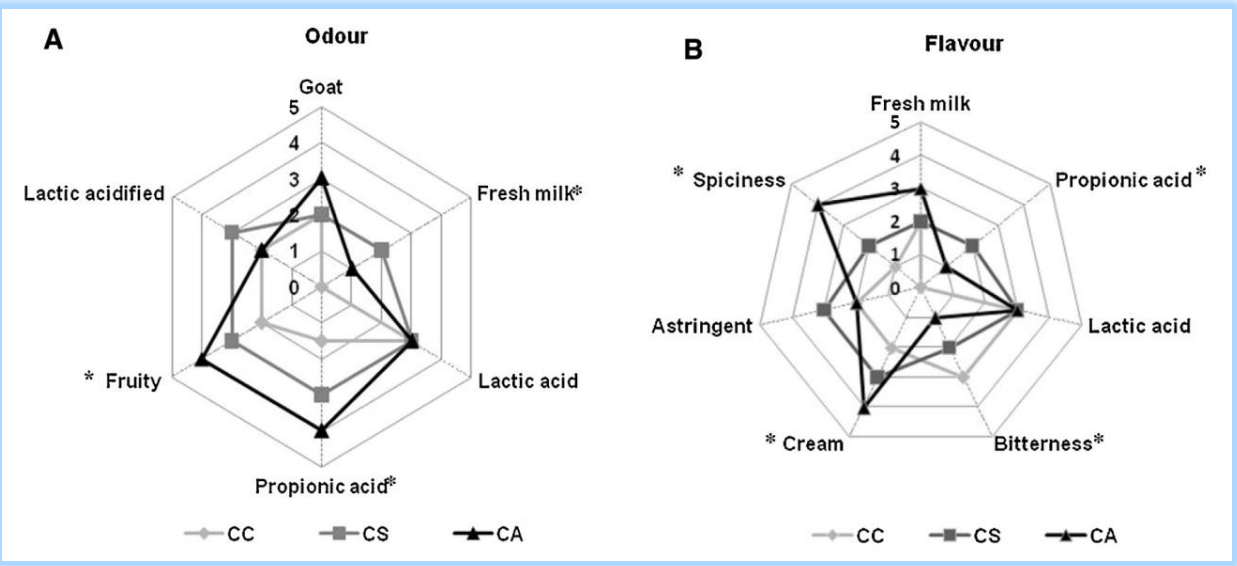 A
Odour
Goat
5
4
3
2
1
0
Fresh milk*
Lactic acid
Propionic acid*
* Fruity
Lactic acidified
CC
CS
CA
B
Flavour
Fresh milk
5
4
3
2
1
0
Propionic acid *
Lactic acid
Bitterness*
* Cream
Astringent
* Spiciness
CC
CS
CA